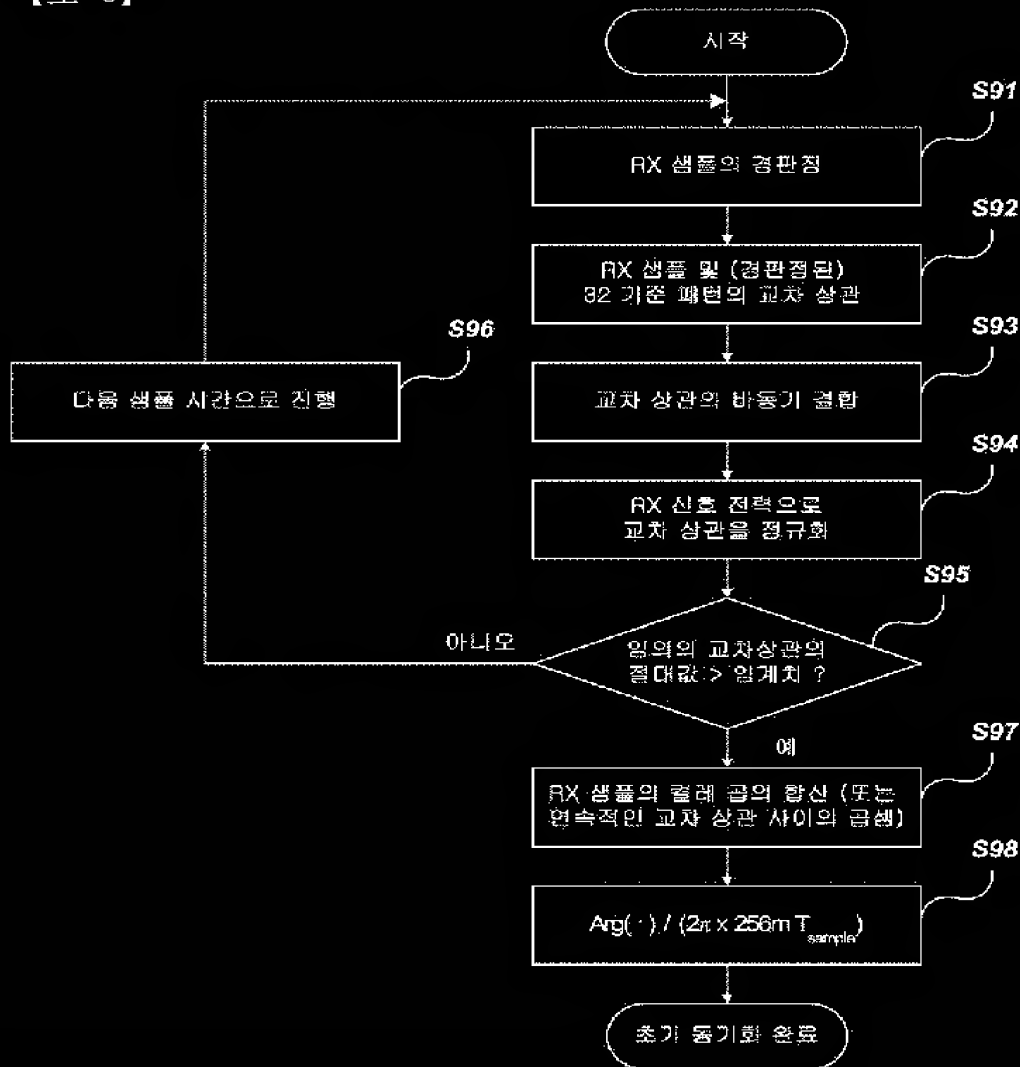 시작
S91
RX 샘플의 경판정
S92
RX 샘플 및 (경판정된)
32 기준 패턴의 교차 상관
S96
S93
다음 샘플 시간으로 진행
교차 상관의 비동기 결합
S94
RX 신호 전력으로
교차 상관을 정규화
S95
아니오
임의의 교차상관의
절대값 > 임계치 ?
예
S97
RX 샘플의 켤레 곱의 합산 (또는
연속적인 교차 상관 사이의 곱셈)
S98
Arg( · ) / (2π x 256m T_sample)
초기 동기화 완료